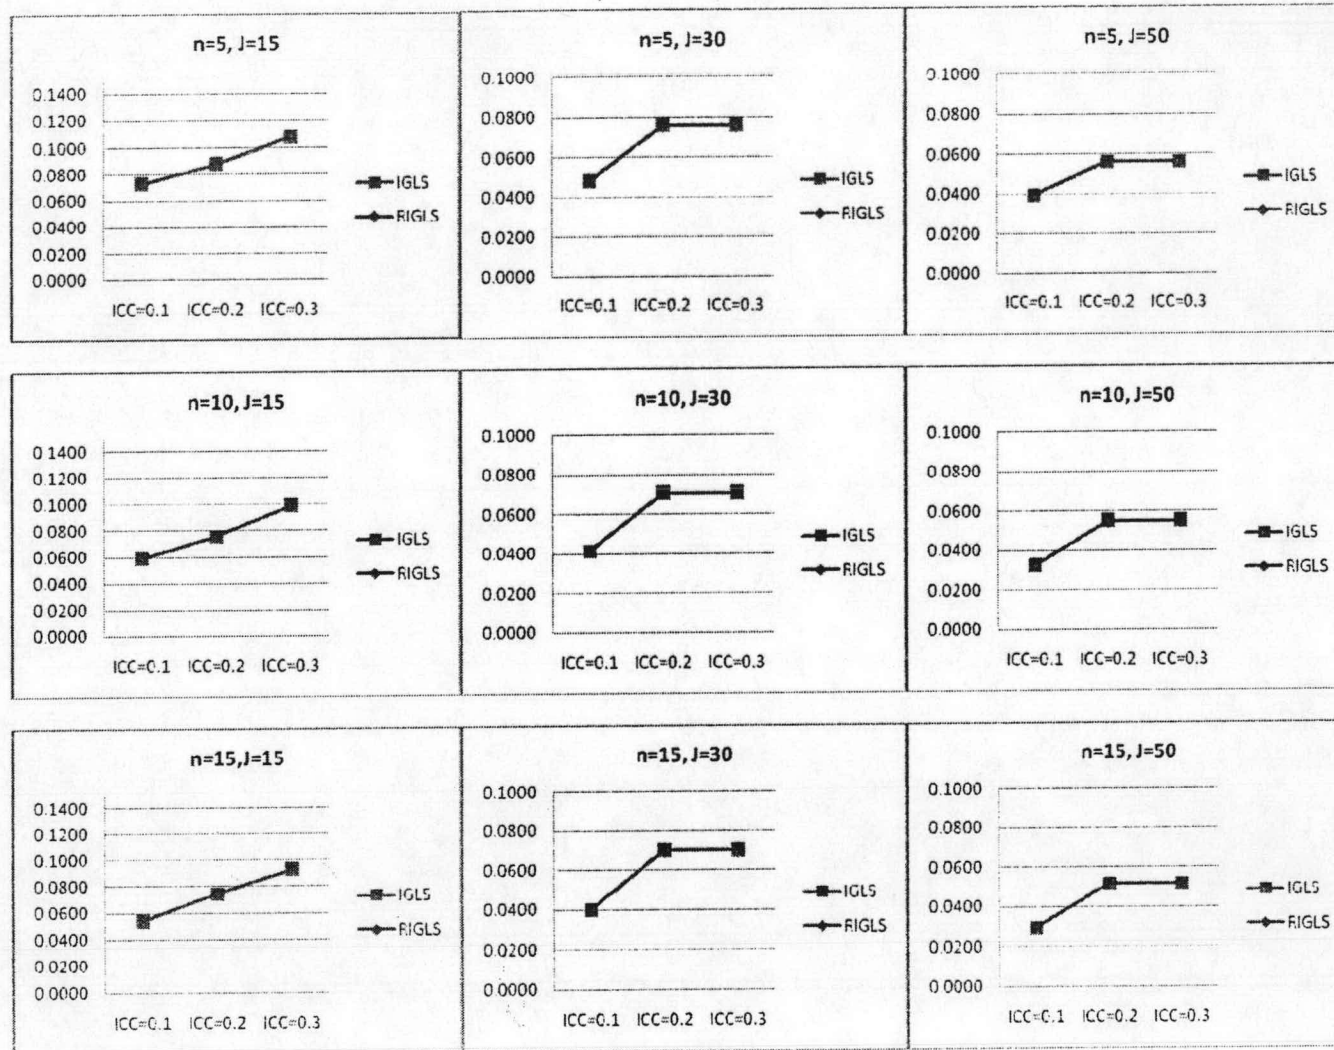 n=5, J=15
0.1400
0.1200
0.1000
0.0800
0.0600
0.0400
0.0200
0.0000
ICC=0.1 ICC=0.2 ICC=0.3
IGLS
RIGLS
n=5, J=30
0.1000
0.0800
0.0600
0.0400
0.0200
0.0000
ICC=0.1 ICC=0.2 ICC=0.3
IGLS
RIGLS
n=5, J=50
0.1000
0.0800
0.0600
0.0400
0.0200
0.0000
ICC=0.1 ICC=0.2 ICC=0.3
IGLS
RIGLS
n=10, J=15
0.1400
0.1200
0.1000
0.0800
0.0600
0.0400
0.0200
0.0000
ICC=0.1 ICC=0.2 ICC=0.3
IGLS
RIGLS
n=10, J=30
0.1000
0.0800
0.0600
0.0400
0.0200
0.0000
ICC=0.1 ICC=0.2 ICC=0.3
IGLS
RIGLS
n=10, J=50
0.1000
0.0800
0.0600
0.0400
0.0200
0.0000
ICC=0.1 ICC=0.2 ICC=0.3
IGLS
RIGLS
n=15, J=15
0.1400
0.1200
0.1000
0.0800
0.0600
0.0400
0.0200
0.0000
ICC=0.1 ICC=0.2 ICC=0.3
IGLS
RIGLS
n=15, J=30
0.1000
0.0800
0.0600
0.0400
0.0200
0.0000
ICC=0.1 ICC=0.2 ICC=0.3
IGLS
RIGLS
n=15, J=50
0.1000
0.0800
0.0600
0.0400
0.0200
0.0000
ICC=0.1 ICC=0.2 ICC=0.3
IGLS
RIGLS